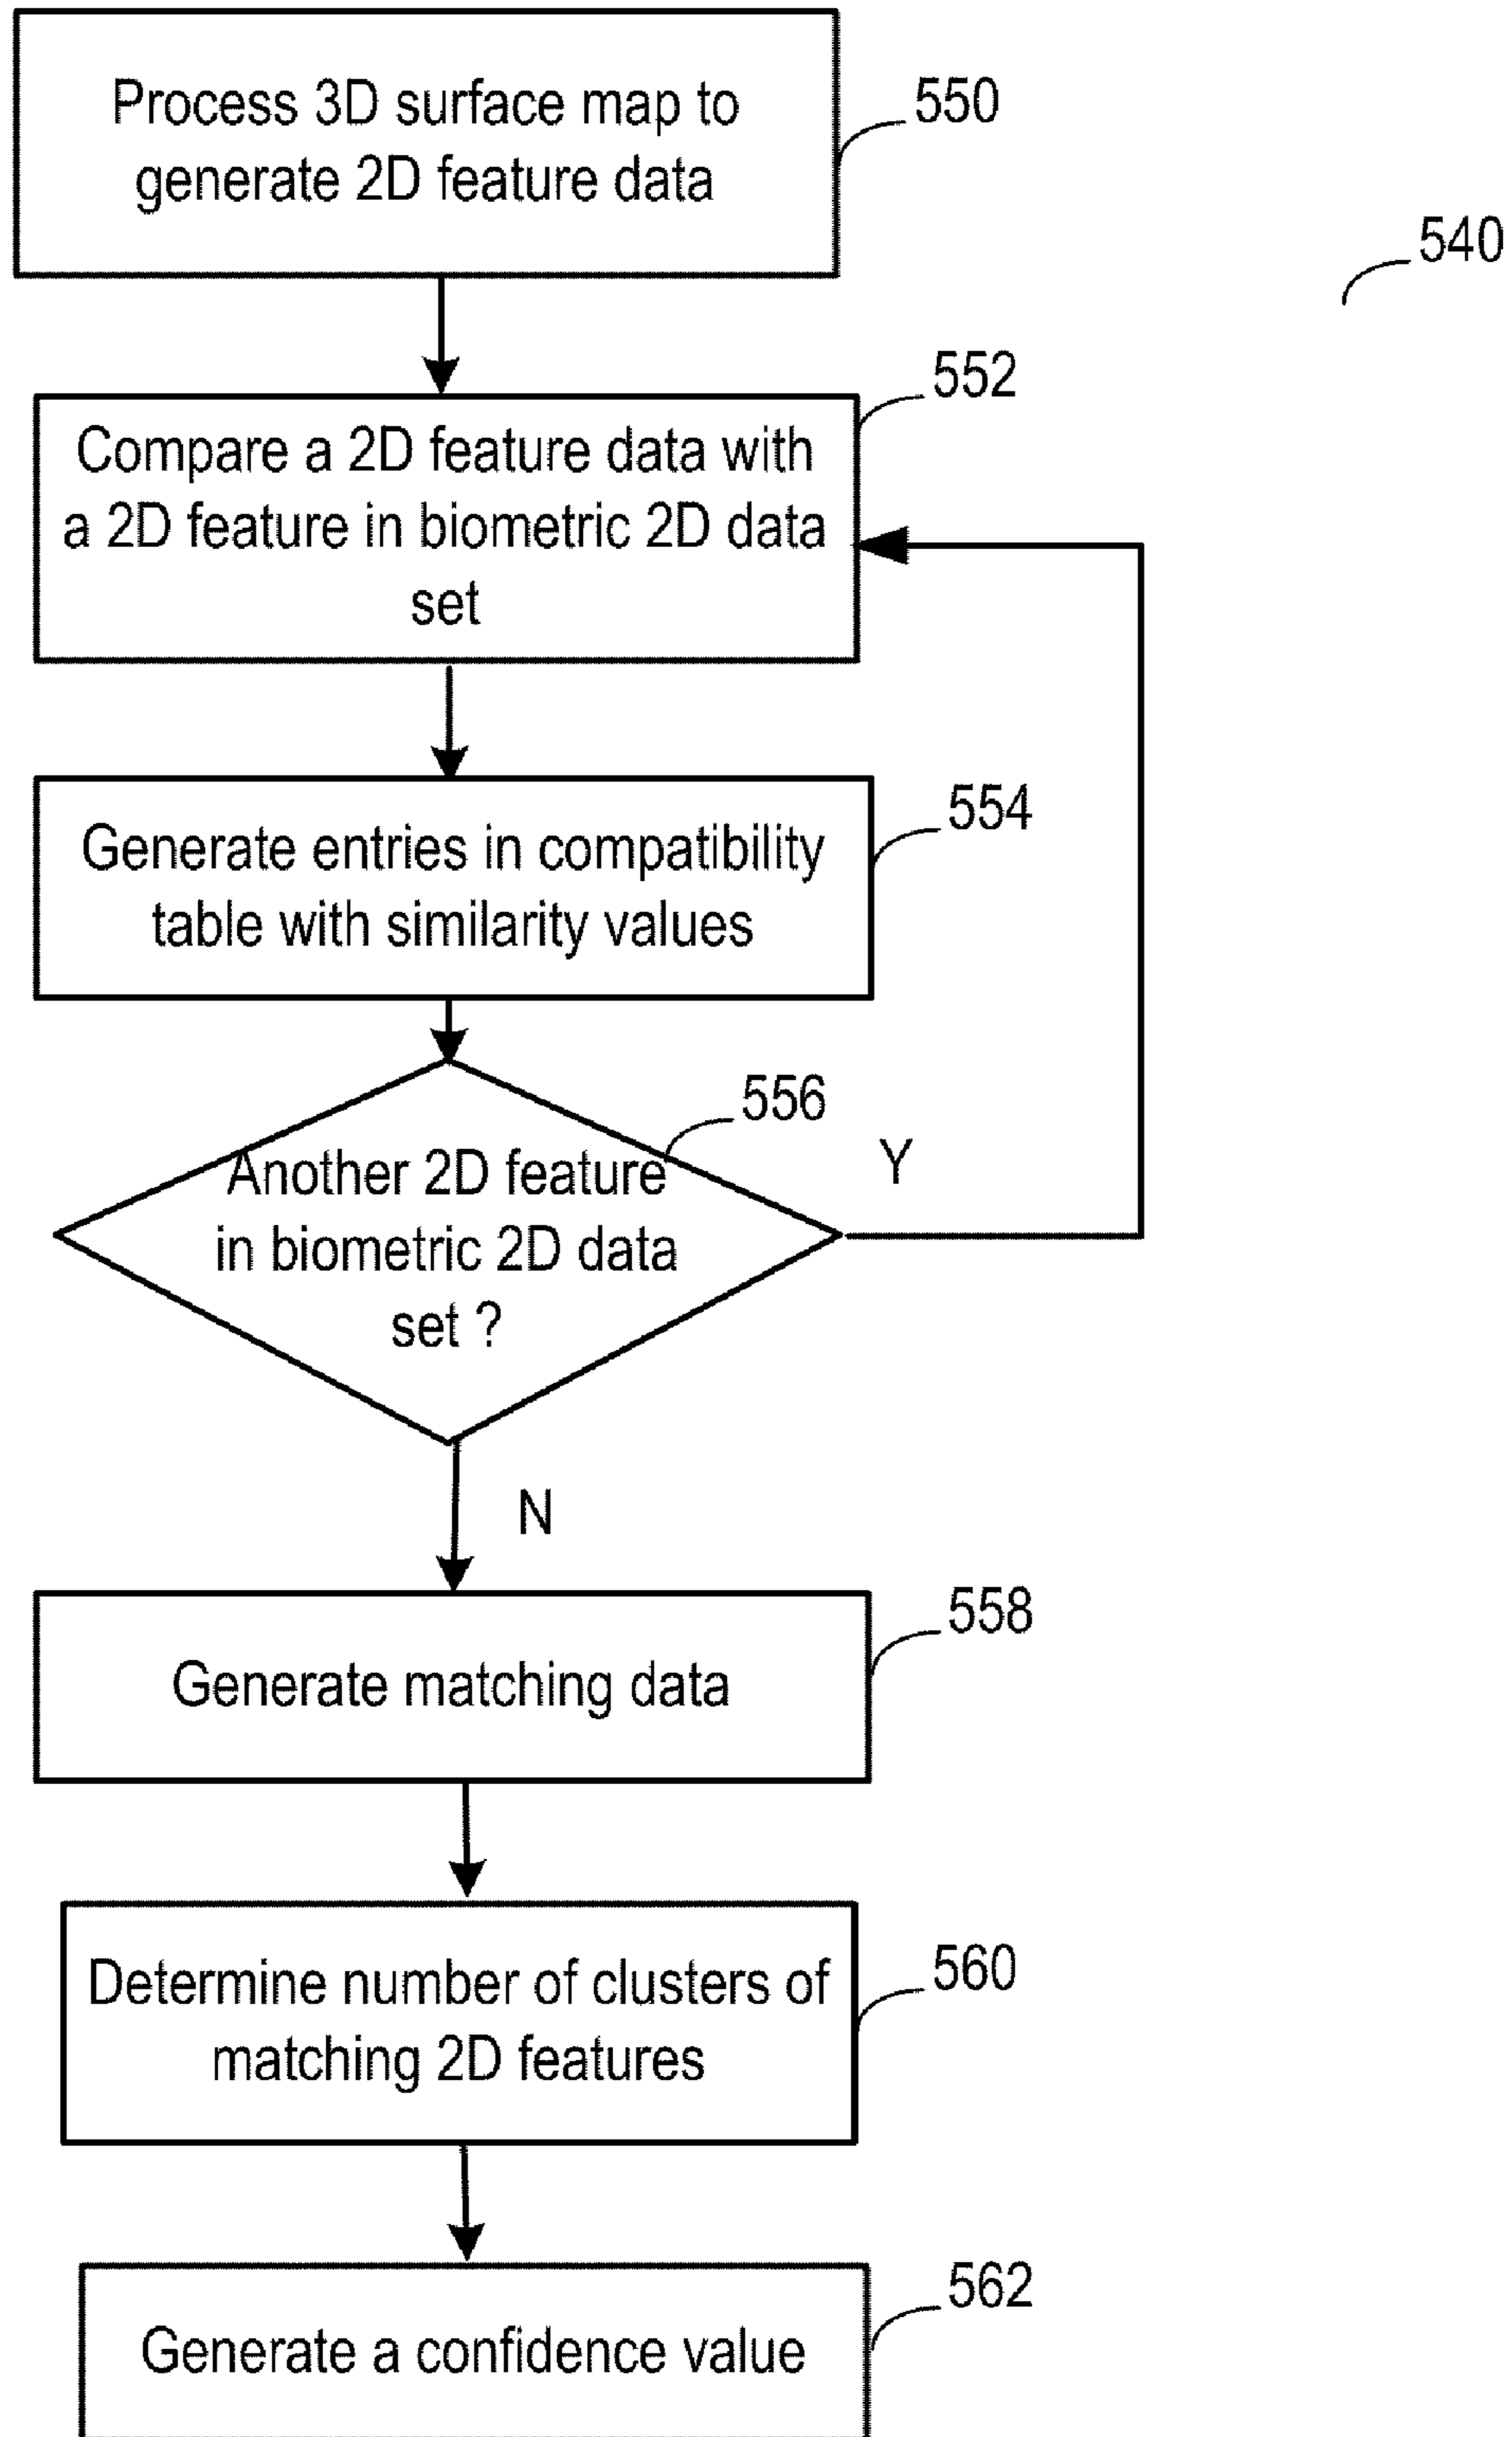 Process 3D surface map to
generate 2D feature data
550
540
552
Compare a 2D feature data with
a 2D feature in biometric 2D data
set
554
Generate entries in compatibility
table with similarity values
556
Another 2D feature
in biometric 2D data
set ?
Y
N
558
Generate matching data
560
Determine number of clusters of
matching 2D features
562
Generate a confidence value